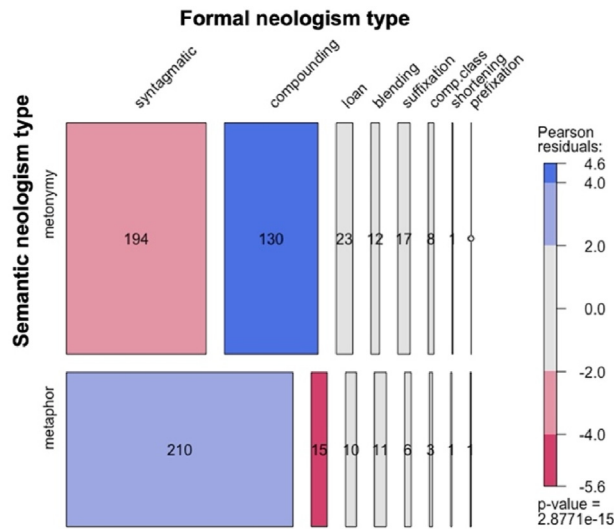 Formal neologism type
syntagmatic
compounding
loan
blending
suffixation
comp.class
shortening
prefixation
Semantic neologism type
metonymy
194
130
23
12
17
8
1
metaphor
210
15
10
11
6
3
1
1
Pearson
residuals:
4.6
4.0
2.0
0.0
-2.0
-4.0
-5.6
p-value =
2.8771e-15